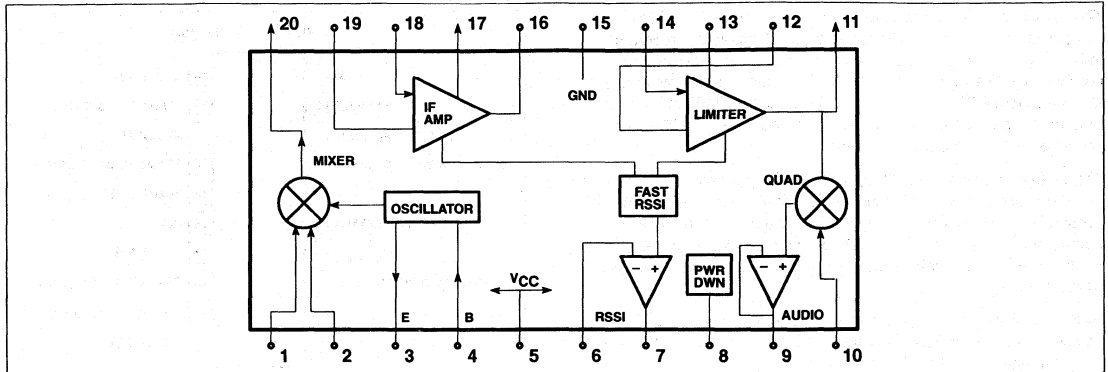 20 19 18 17 16 15 14 13 12 11
IF
AMP
GND
LIMITER
MIXER
FAST
RSSI
QUAD
OSCILLATOR
VCC
PWR
DWN
− +
− +
E B
RSSI
AUDIO
1 2 3 4 5 6 7 8 9 10